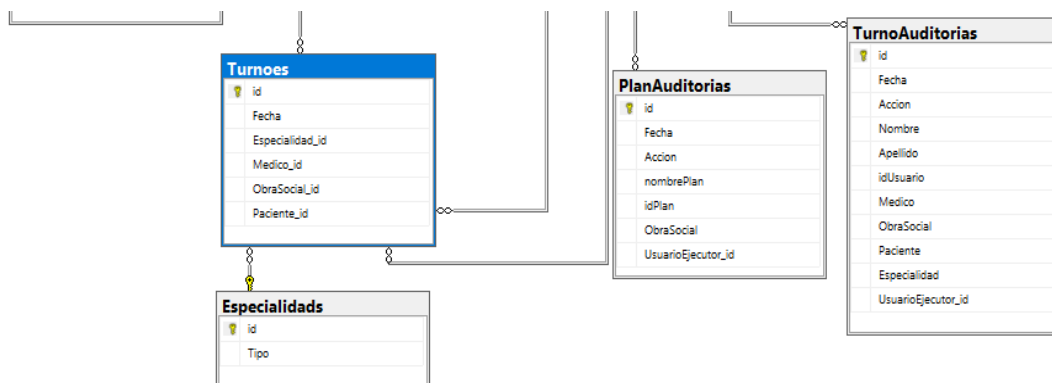 Turnoes
id
Fecha
Especialidad_id
Medico_id
ObraSocial_id
Paciente_id
Especialidads
id
Tipo
PlanAuditorias
id
Fecha
Accion
nombrePlan
idPlan
ObraSocial
UsuarioEjecutor_id
TurnoAuditorias
id
Fecha
Accion
Nombre
Apellido
idUsuario
Medico
ObraSocial
Paciente
Especialidad
UsuarioEjecutor_id